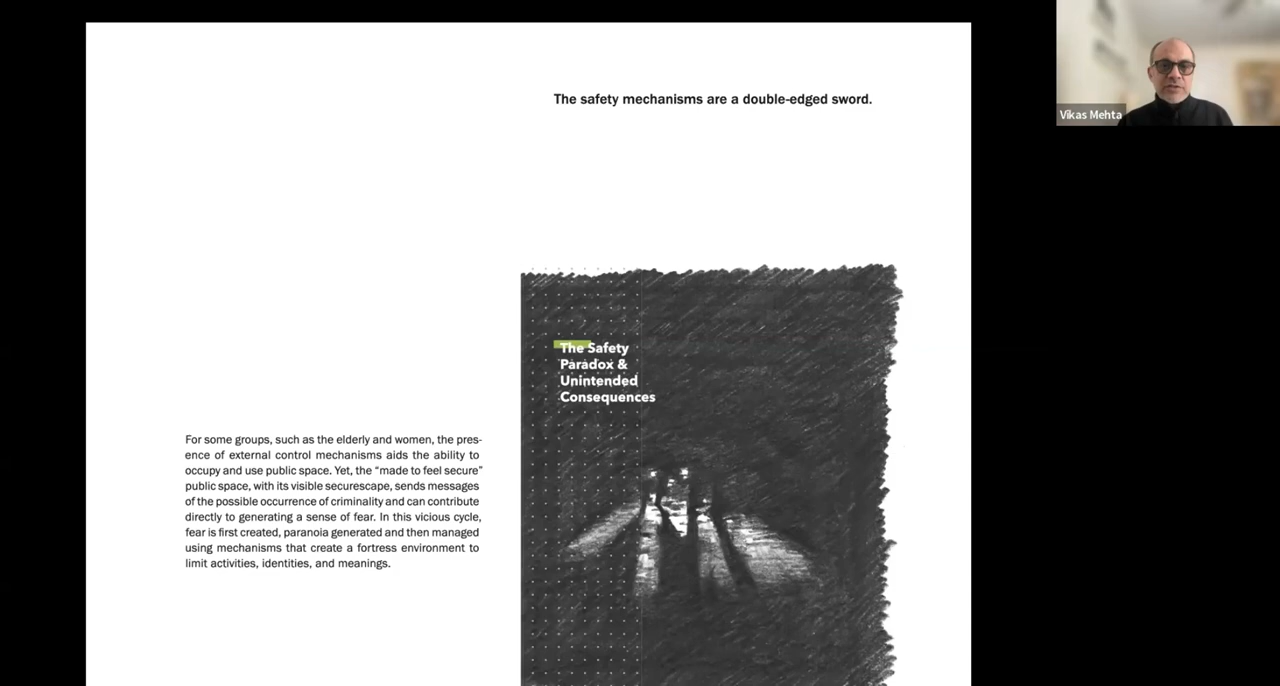 The safety mechanisms are a double-edged sword.
Vikas Mehta
The Safety
Paradox &
Unintended
Consequences
For some groups, such as the elderly and women, the pres-
ence of external control mechanisms aids the ability to
occupy and use public space. Yet, the “made to feel secure”
public space, with its visible securescape, sends messages
of the possible occurrence of criminality and can contribute
directly to generating a sense of fear. In this vicious cycle,
fear is first created, paranoia generated and then managed
using mechanisms that create a fortress environment to
limit activities, identities, and meanings.